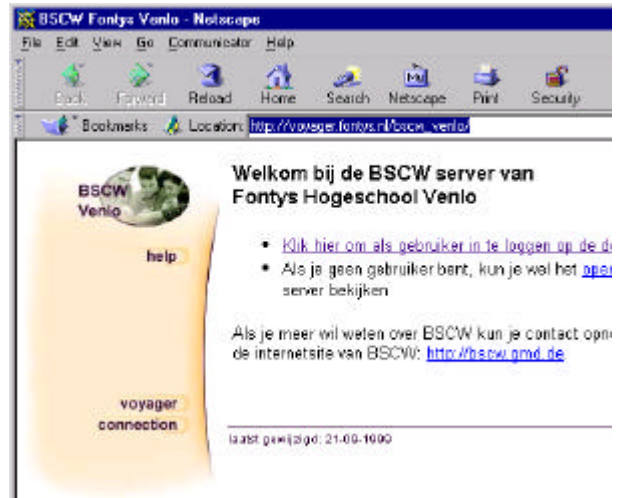 BSCW Fontys Venlo - Netscape
File Edit View Go Communicator Help
Back Forward Reload Home Search Netscape Print Security
Bookmarks Location: http://voyager.fontys.nl/bscw_venlo/
BSCW
Venlo
help
voyager
connection
Welkom bij de BSCW server van
Fontys Hogeschool Venlo
• Klik hier om als gebruiker in te loggen op de
• Als je geen gebruiker bent, kun je wel het
server bekijken
Als je meer wil weten over BSCW kun je contact
de internetsite van BSCW: http://bscw.gmd.de
laatst gewijzigd: 21-09-1999